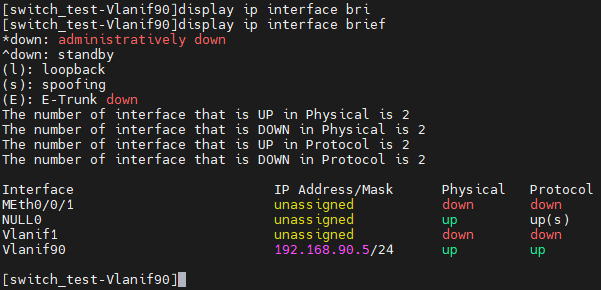 [switch_test-Vlanif90]display ip interface bri
[switch_test-Vlanif90]display ip interface brief
*down: administratively down
^down: standby
(l): loopback
(s): spoofing
(E): E-Trunk down
The number of interface that is UP in Physical is 2
The number of interface that is DOWN in Physical is 2
The number of interface that is UP in Protocol is 2
The number of interface that is DOWN in Protocol is 2
Interface IP Address/Mask Physical Protocol
MEth0/0/1 unassigned down down
NULL0 unassigned up up(s)
Vlanif1 unassigned down down
Vlanif90 192.168.90.5/24 up up
[switch_test-Vlanif90]